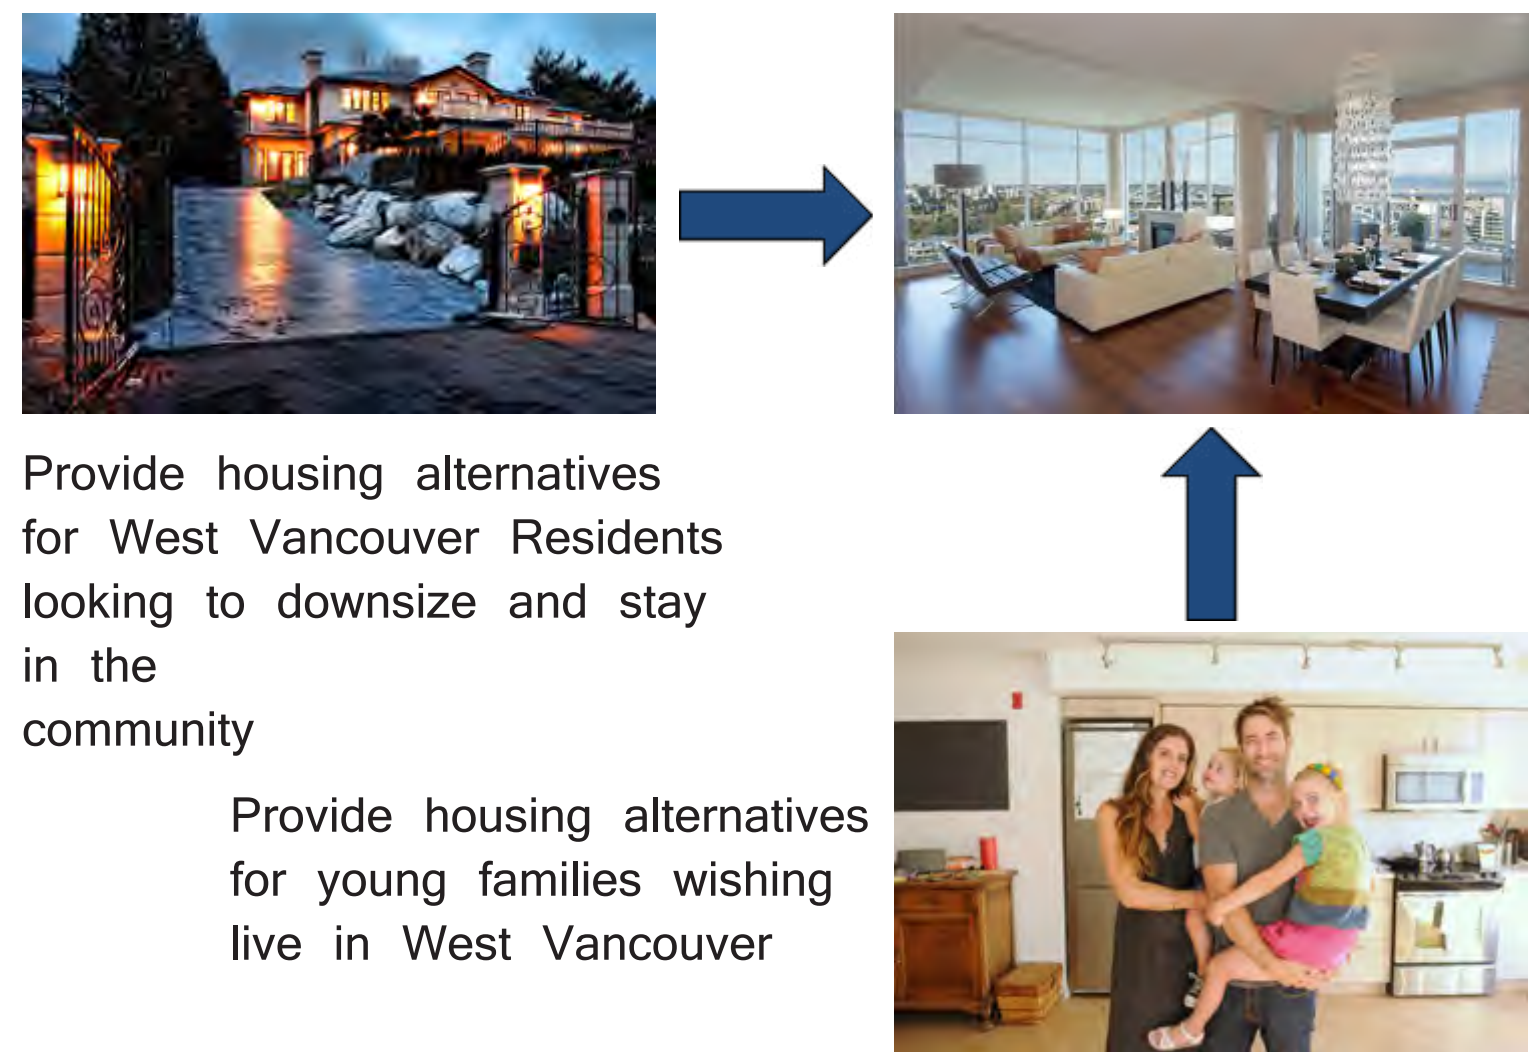 Provide housing alternatives
for West Vancouver Residents
looking to downsize and stay
in the
community
Provide housing alternatives
for young families wishing
live in West Vancouver